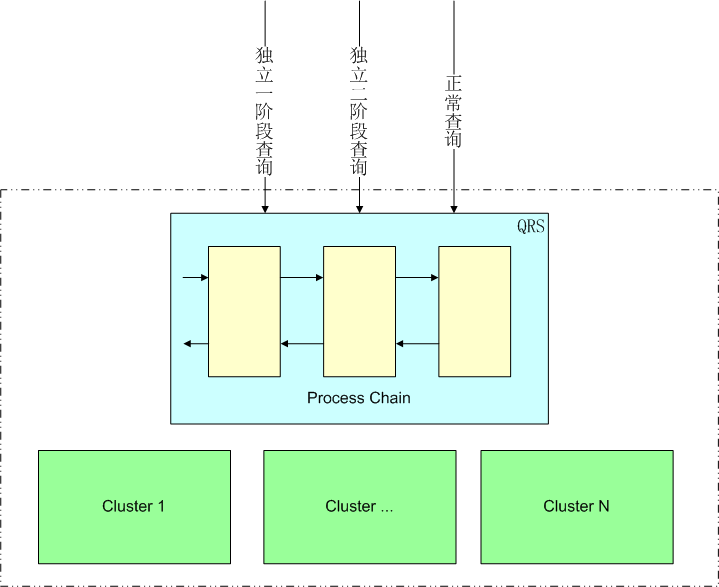 独立一阶段查询
独立二阶段查询
正常查询
QRS
Process Chain
Cluster 1
Cluster ...
Cluster N